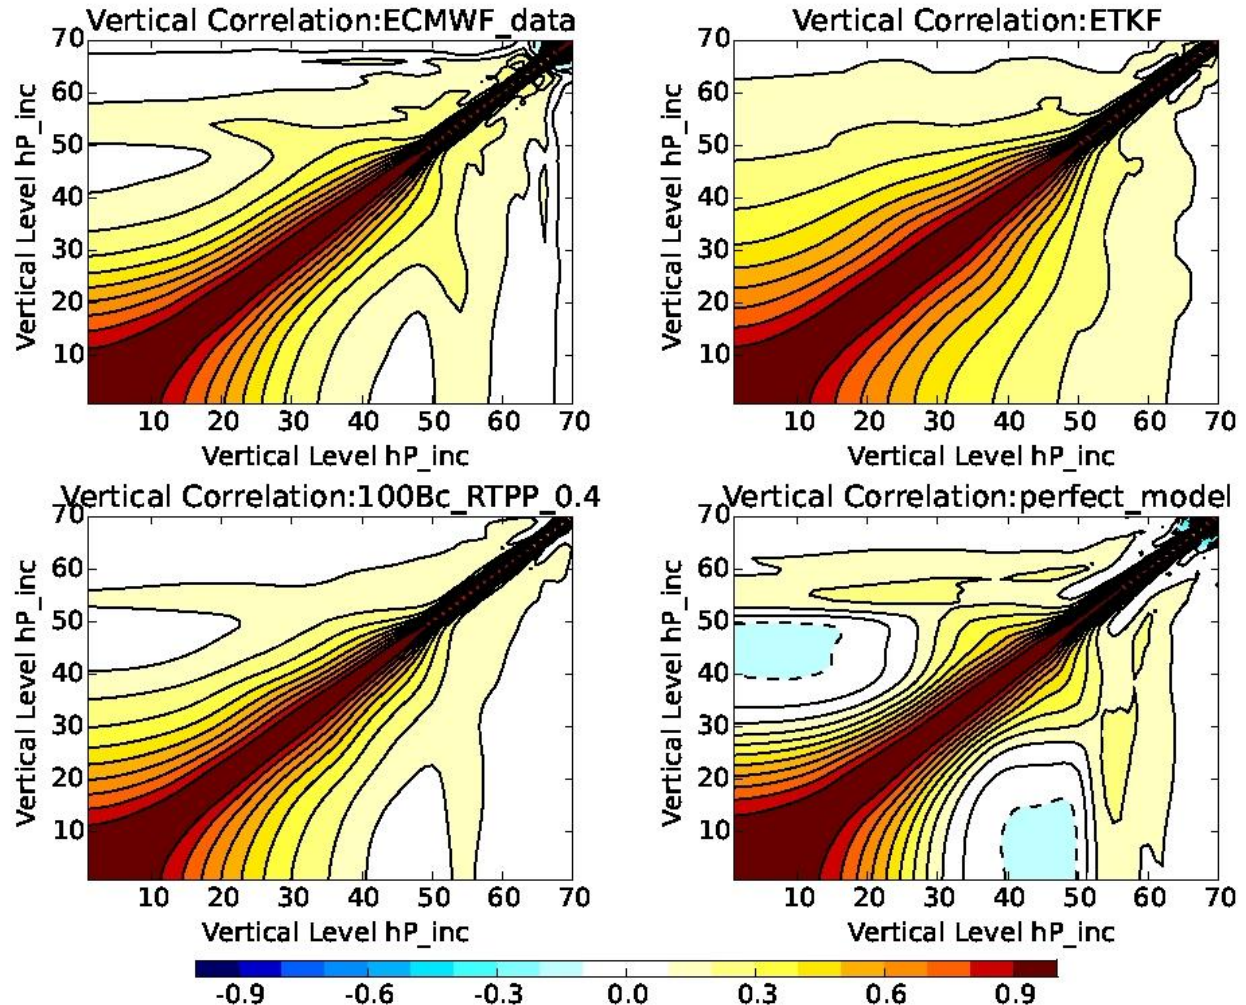 Vertical Correlation:ECMWF_data
Vertical Level hP_inc
70
60
50
40
30
20
10
10 20 30 40 50 60 70
Vertical Level hP_inc
Vertical Correlation:ETKF
Vertical Level hP_inc
70
60
50
40
30
20
10
10 20 30 40 50 60 70
Vertical Level hP_inc
Vertical Correlation:100Bc_RTPP_0.4
Vertical Level hP_inc
70
60
50
40
30
20
10
10 20 30 40 50 60 70
Vertical Level hP_inc
Vertical Correlation:perfect_model
Vertical Level hP_inc
70
60
50
40
30
20
10
10 20 30 40 50 60 70
Vertical Level hP_inc
-0.9 -0.6 -0.3 0.0 0.3 0.6 0.9